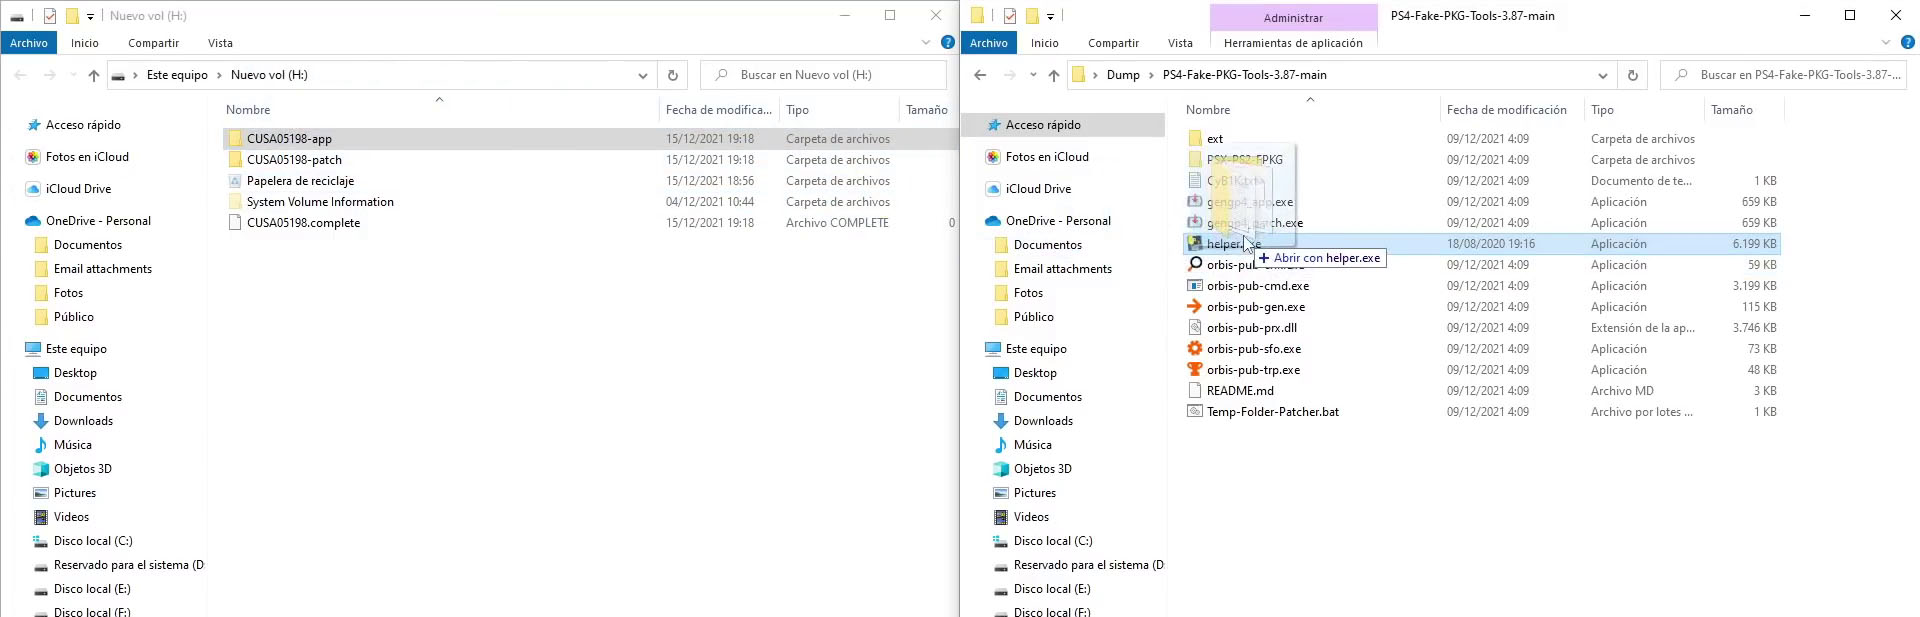 Nuevo vol (H:)
Archivo Inicio Compartir Vista
Este equipo Nuevo vol (H:)
Buscar en Nuevo vol (H:)
Nombre Fecha de modifica... Tipo Tamaño
Acceso rápido
Fotos en iCloud
iCloud Drive
OneDrive - Personal
Documentos
Email attachments
Fotos
Público
Este equipo
Desktop
Documentos
Downloads
Música
Objetos 3D
Pictures
Videos
Disco local (C:)
Reservado para el sistema (D:
Disco local (E:)
Disco local (F:)
CUSA05198-app 15/12/2021 19:18 Carpeta de archivos
CUSA05198-patch 15/12/2021 19:18 Carpeta de archivos
Papelera de reciclaje 15/12/2021 18:56 Carpeta de archivos
System Volume Information 04/12/2021 10:44 Carpeta de archivos
CUSA05198.complete 15/12/2021 19:18 Archivo COMPLETE 0
Administrar PS4-Fake-PKG-Tools-3.87-main
Archivo Inicio Compartir Vista Herramientas de aplicación
Dump PS4-Fake-PKG-Tools-3.87-main
Buscar en PS4-Fake-PKG-Tools-3.87-...
Nombre Fecha de modificación Tipo Tamaño
Acceso rápido
Fotos en iCloud
iCloud Drive
OneDrive - Personal
Documentos
Email attachments
Fotos
Público
Este equipo
Desktop
Documentos
Downloads
Música
Objetos 3D
Pictures
Videos
Disco local (C:)
Reservado para el sistema (D
Disco local (E:)
Disco local (F:)
ext 09/12/2021 4:09 Carpeta de archivos
PSX-PS2-FPKG 09/12/2021 4:09 Carpeta de archivos
CyB1K.txt 09/12/2021 4:09 Documento de te... 1 KB
gengp4_app.exe 09/12/2021 4:09 Aplicación 659 KB
gengp4_patch.exe 09/12/2021 4:09 Aplicación 659 KB
helper.exe 18/08/2020 19:16 Aplicación 6.199 KB
+ Abrir con helper.exe
09/12/2021 4:09 Aplicación 59 KB
orbis-pub-cmd.exe 09/12/2021 4:09 Aplicación 3.199 KB
orbis-pub-gen.exe 09/12/2021 4:09 Aplicación 115 KB
orbis-pub-prx.dll 09/12/2021 4:09 Extensión de la ap... 3.746 KB
orbis-pub-sfo.exe 09/12/2021 4:09 Aplicación 73 KB
orbis-pub-trp.exe 09/12/2021 4:09 Aplicación 48 KB
README.md 09/12/2021 4:09 Archivo MD 3 KB
Temp-Folder-Patcher.bat 09/12/2021 4:09 Archivo por lotes ... 1 KB